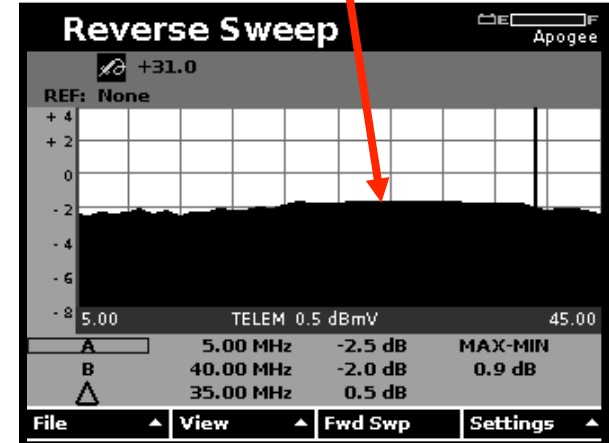 Reverse Sweep
E F
Apogee
+31.0
REF: None
+ 4
+ 2
0
- 2
- 4
- 6
- 8
5.00 TELEM 0.5 dBmV 45.00
A 5.00 MHz -2.5 dB MAX-MIN
B 40.00 MHz -2.0 dB 0.9 dB
Δ 35.00 MHz 0.5 dB
File View Fwd Swp Settings